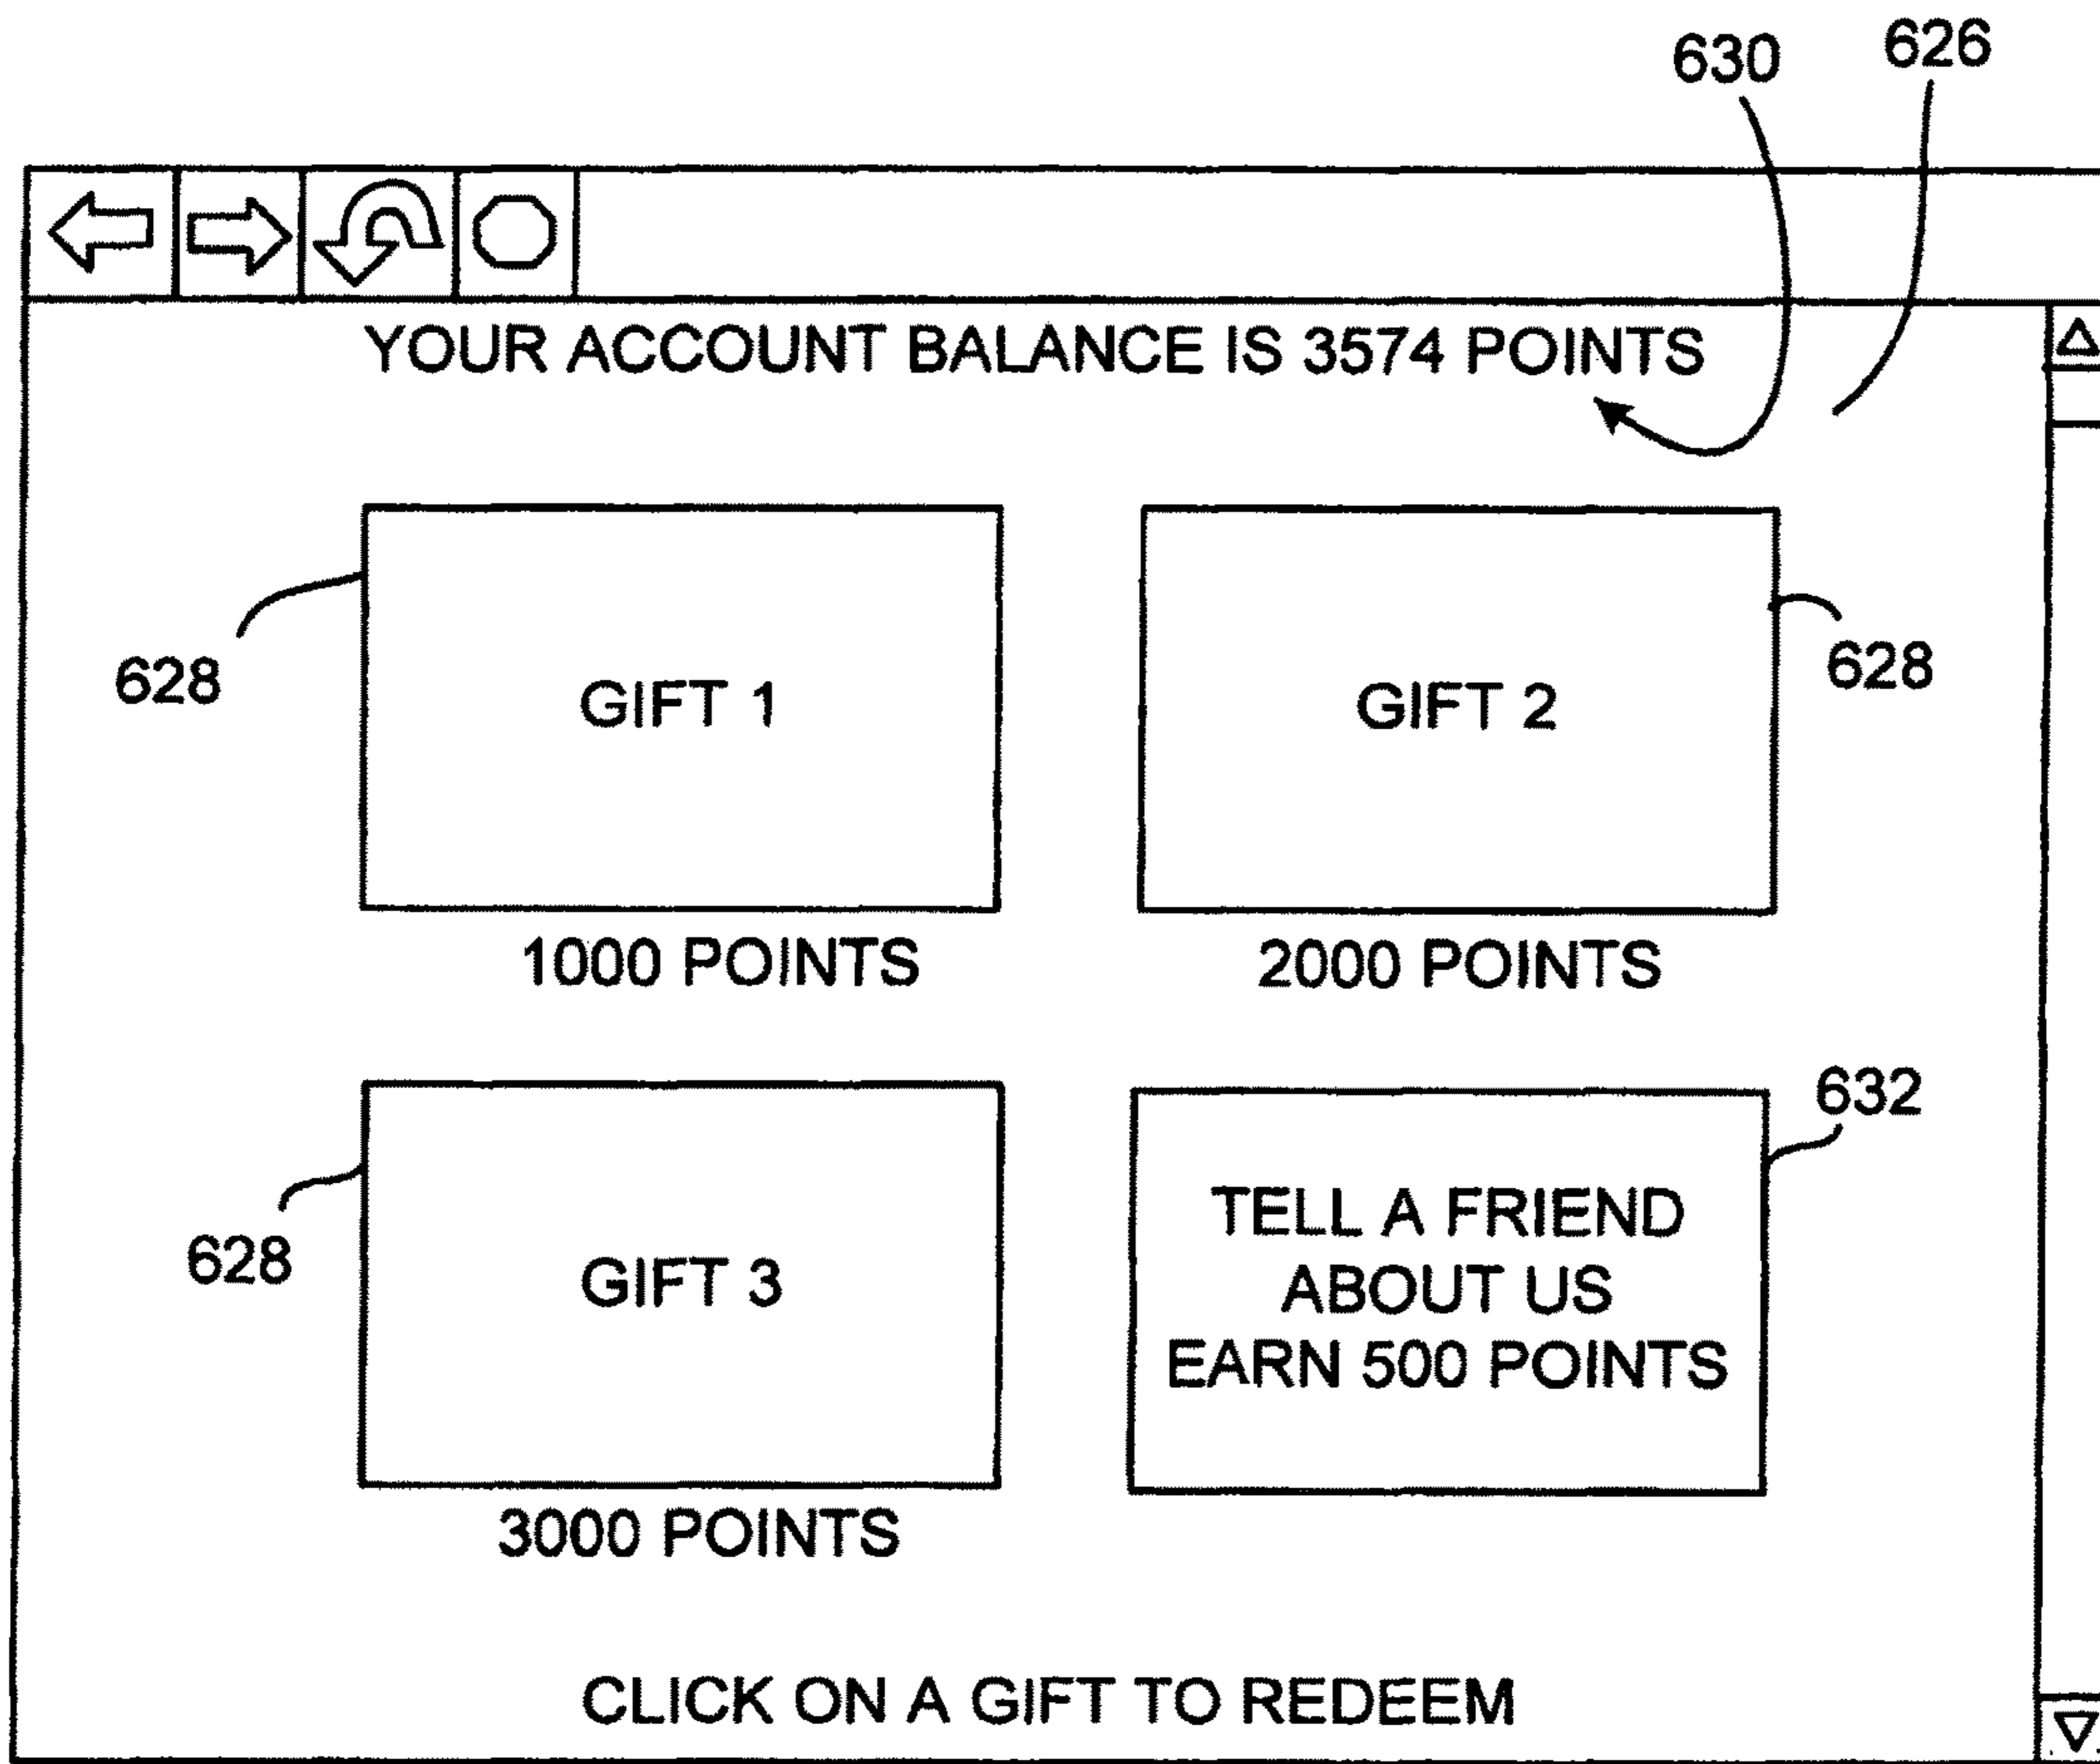 630 626
YOUR ACCOUNT BALANCE IS 3574 POINTS
628
GIFT 1
GIFT 2
628
1000 POINTS
2000 POINTS
632
628
GIFT 3
TELL A FRIEND
ABOUT US
EARN 500 POINTS
3000 POINTS
CLICK ON A GIFT TO REDEEM